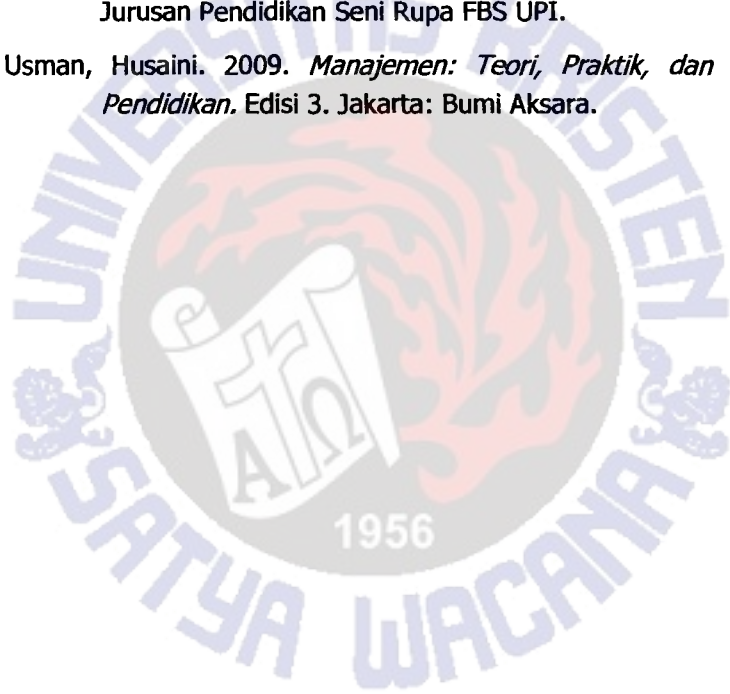 Jurusan Pendidikan Seni Rupa FBS UPI.
Usman, Husaini. 2009. Manajemen: Teori, Praktik, dan
Pendidikan. Edisi 3. Jakarta: Bumi Aksara.
UNIVERSITAS KRISTEN
Α Ω
1956
SATYA WACANA